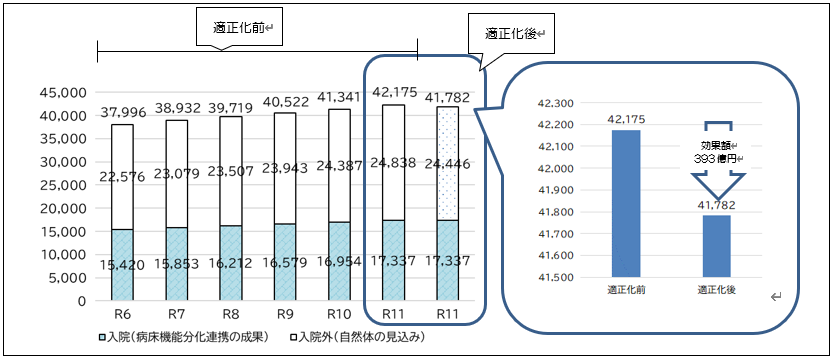 適正化前↵
適正化後↵
45,000
40,000
35,000
30,000
25,000
20,000
15,000
10,000
5,000
0
37,996 38,932 39,719 40,522 41,341 42,175 41,782
22,576 23,079 23,507 23,943 24,387 24,838 24,446
15,420 15,853 16,212 16,579 16,954 17,337 17,337
R6 R7 R8 R9 R10 R11 R11
入院(病床機能分化連携の成果) 入院外(自然体の見込み)
42,300
42,200
42,100
42,000
41,900
41,800
41,700
41,600
41,500
42,175
効果額↵
393億円↵
41,782
適正化前 適正化後
↵